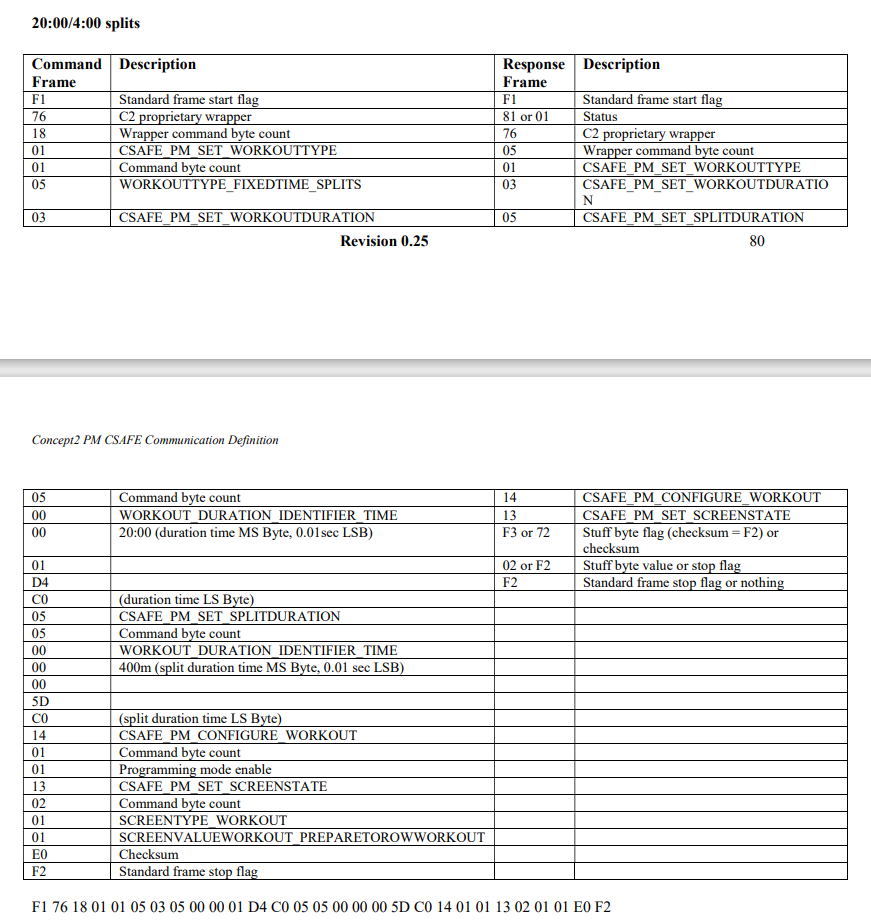 20:00/4:00 splits
Command Frame Description Response Frame Description
F1 Standard frame start flag F1 Standard frame start flag
76 C2 proprietary wrapper 81 or 01 Status
18 Wrapper command byte count 76 C2 proprietary wrapper
01 CSAFE_PM_SET_WORKOUTTYPE 05 Wrapper command byte count
01 Command byte count 01 CSAFE_PM_SET_WORKOUTTYPE
05 WORKOUTTYPE_FIXEDTIME_SPLITS 03 CSAFE_PM_SET_WORKOUTDURATIO
N
03 CSAFE_PM_SET_WORKOUTDURATION 05 CSAFE_PM_SET_SPLITDURATION
Revision 0.25 80
Concept2 PM CSAFE Communication Definition
05 Command byte count 14 CSAFE_PM_CONFIGURE_WORKOUT
00 WORKOUT_DURATION_IDENTIFIER_TIME 13 CSAFE_PM_SET_SCREENSTATE
00 20:00 (duration time MS Byte, 0.01sec LSB) F3 or 72 Stuff byte flag (checksum = F2) or
checksum
01 02 or F2 Stuff byte value or stop flag
D4 F2 Standard frame stop flag or nothing
C0 (duration time LS Byte)
05 CSAFE_PM_SET_SPLITDURATION
05 Command byte count
00 WORKOUT_DURATION_IDENTIFIER_TIME
00 400m (split duration time MS Byte, 0.01 sec LSB)
00
5D
C0 (split duration time LS Byte)
14 CSAFE_PM_CONFIGURE_WORKOUT
01 Command byte count
01 Programming mode enable
13 CSAFE_PM_SET_SCREENSTATE
02 Command byte count
01 SCREENTYPE_WORKOUT
01 SCREENVALUEWORKOUT_PREPARETOROWWORKOUT
E0 Checksum
F2 Standard frame stop flag
F1 76 18 01 01 05 03 05 00 00 01 D4 C0 05 05 00 00 00 5D C0 14 01 01 13 02 01 01 E0 F2